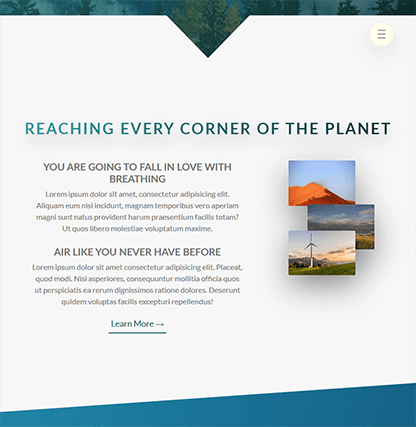 REACHING EVERY CORNER OF THE PLANET
YOU ARE GOING TO FALL IN LOVE WITH
BREATHING
Lorem ipsum dolor sit amet, consectetur adipisicing elit.
Aliquam eum nisi incidunt, magnam temporibus vero aperiam
magni sunt natus provident harum praesentium facilis totam?
Ut quos libero molestiae voluptatum maxime.
AIR LIKE YOU NEVER HAVE BEFORE
Lorem ipsum dolor sit amet, consectetur adipisicing elit. Placeat,
quod modi. Nisi asperiores, consequuntur mollitia officia quos
ut perspiciatis ea rerum dignissimos ratione dolores. Deserunt
quidem voluptas facilis excepturi repellendus!
Learn More →